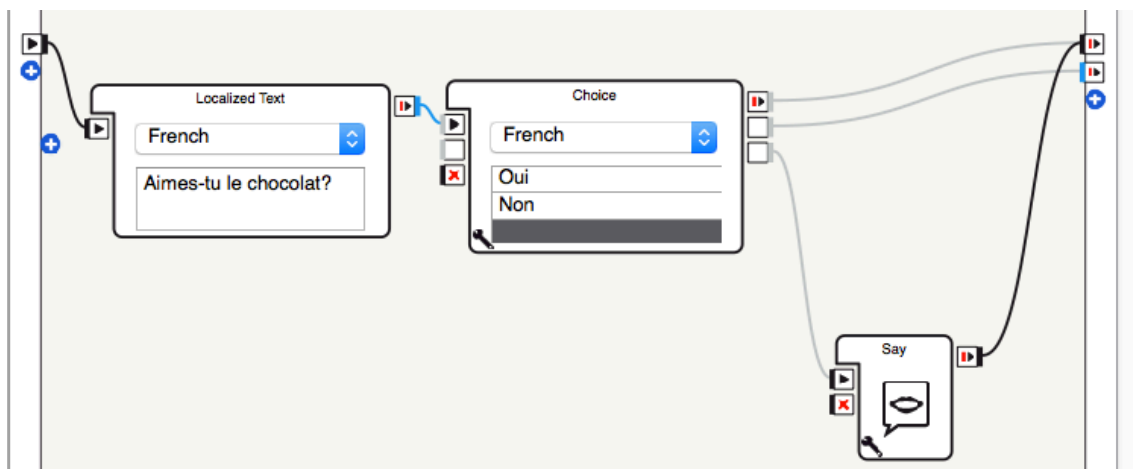 Localized Text
French
Aimes-tu le chocolat?
Choice
French
Oui
Non
Say